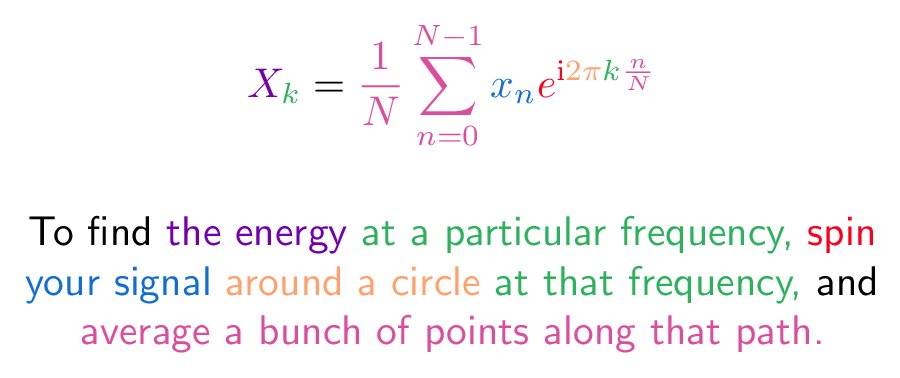 X_k = \frac{1}{N} \sum_{n=0}^{N-1} x_n e^{i2\pi k \frac{n}{N}}
To find the energy at a particular frequency, spin
your signal around a circle at that frequency, and
average a bunch of points along that path.